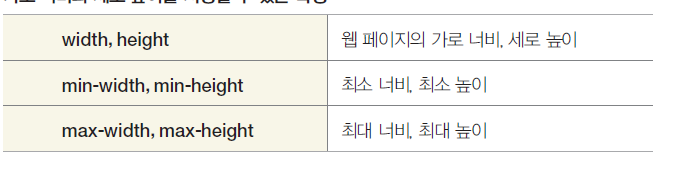 width, height 웹 페이지의 가로 너비, 세로 높이
min-width, min-height 최소 너비, 최소 높이
max-width, max-height 최대 너비, 최대 높이